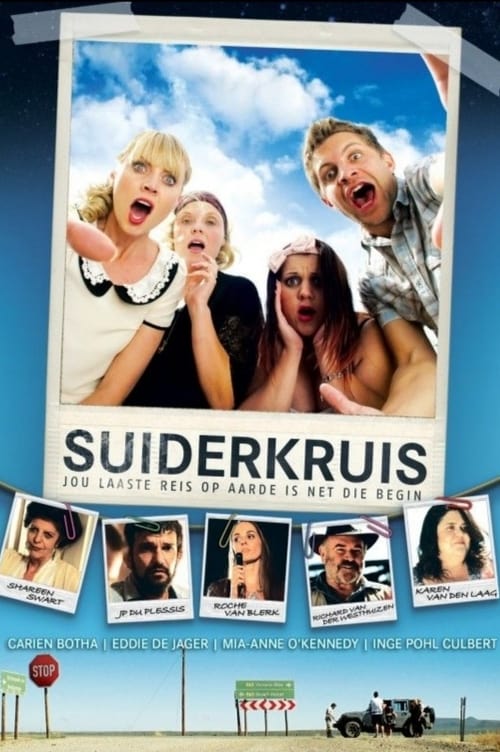 SUIDERKRUIS
JOU LAASTE REIS OP AARDE IS NET DIE BEGIN
SHAREEN
SWART
JP DU PLESSIS
ROCHE
VAN BLERK
RICHARD VAN
DER WESTHUIZEN
KAREN
VAN DEN LAAG
CARIEN BOTHA | EDDIE DE JAGER | MIA-ANNE O'KENNEDY | INGE POHL CULBERT
STOP